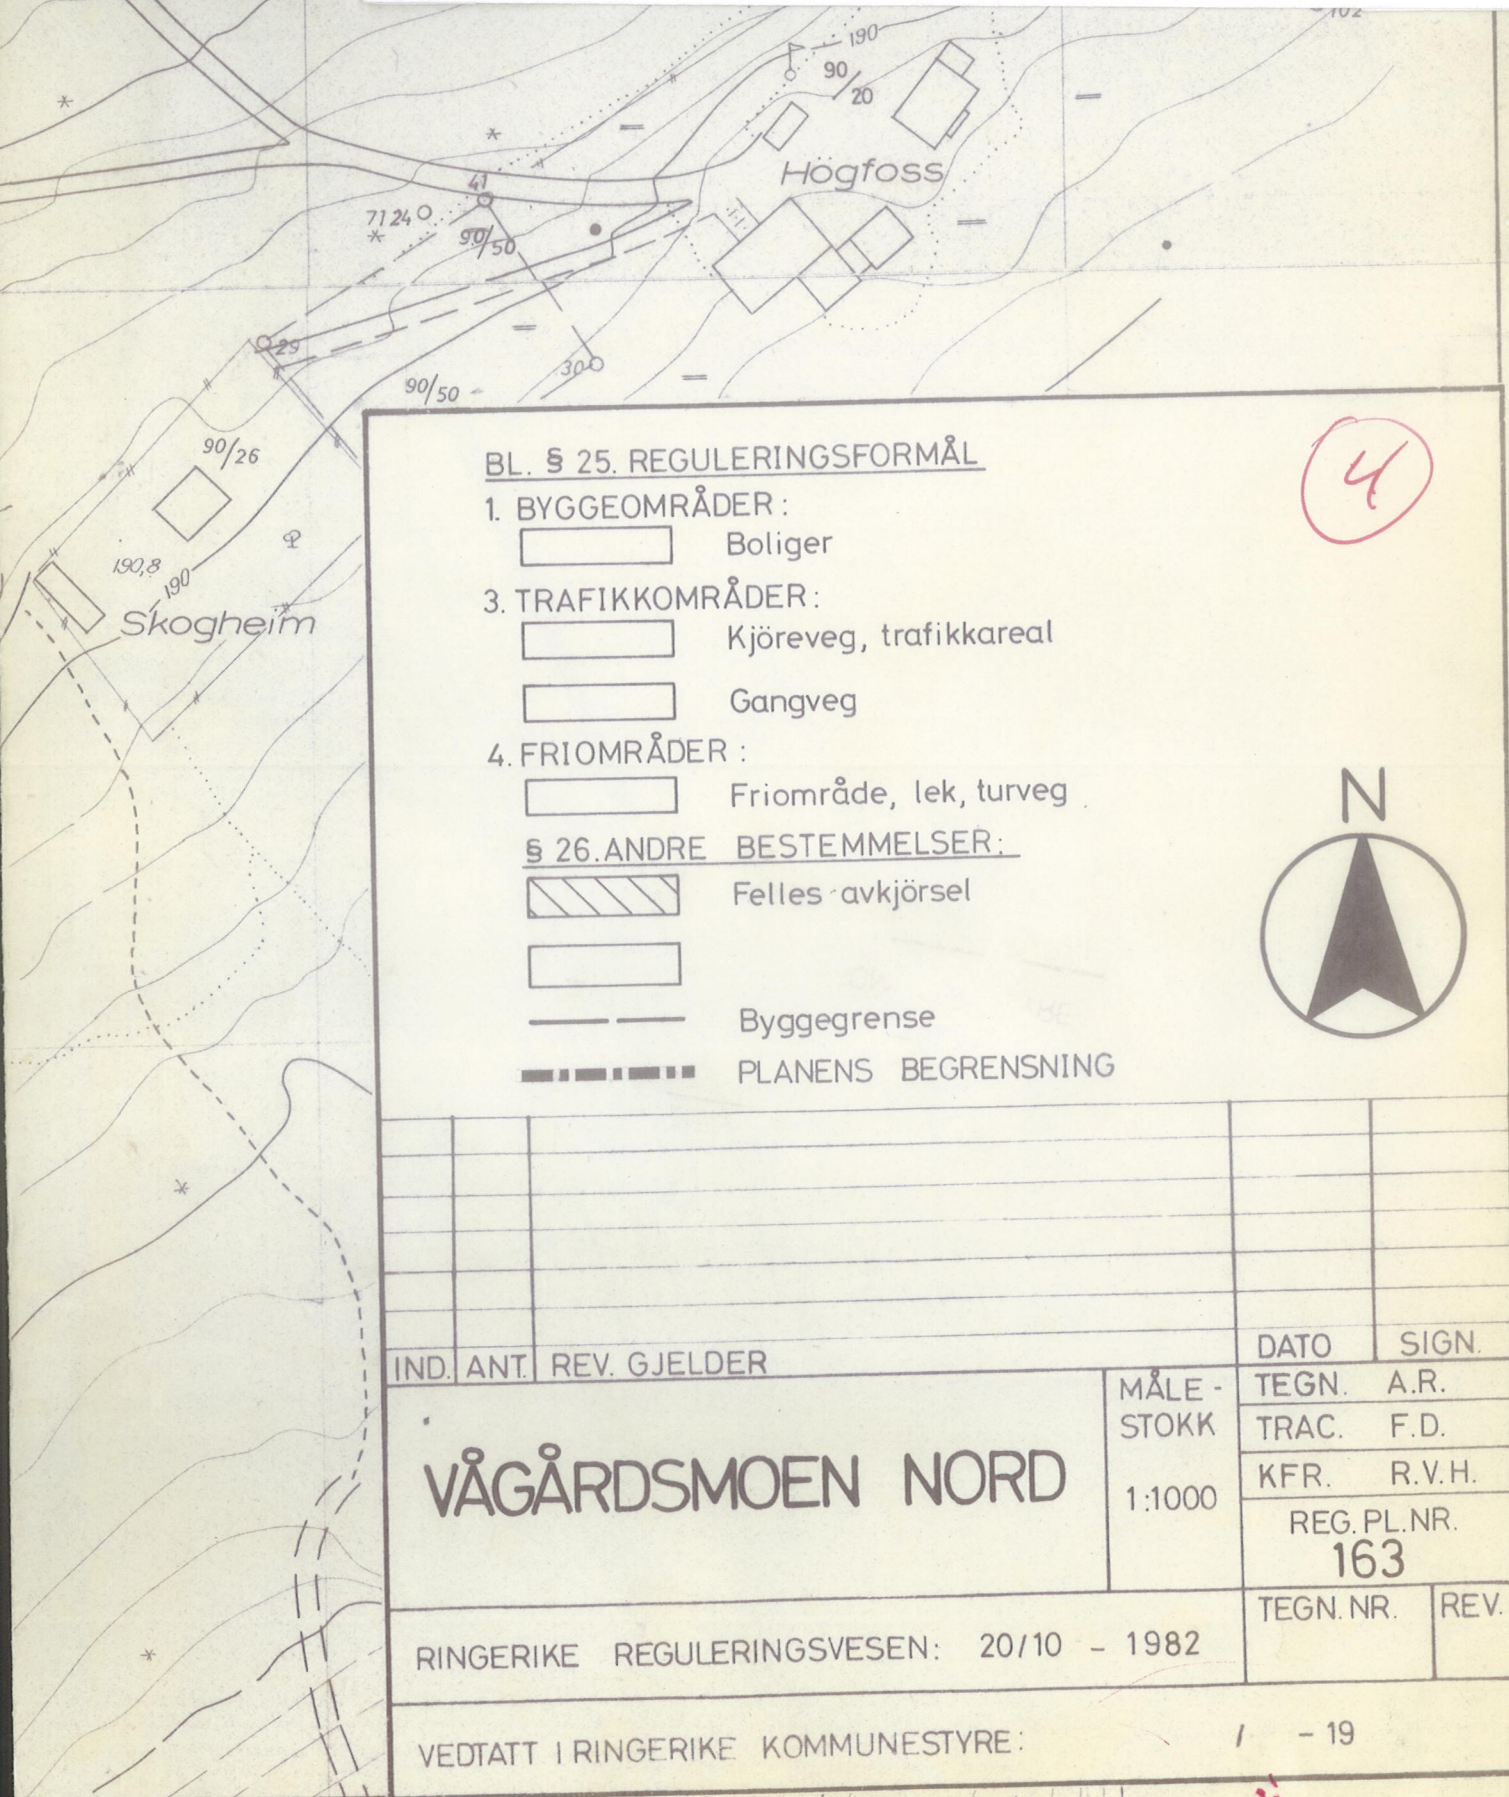 190
90/20
Högfoss
41
71 24
90/50
29
30
90/50
90/26
190,8
190
Skogheim
4
BL. § 25. REGULERINGSFORMÅL
1. BYGGEOMRÅDER:
Boliger
3. TRAFIKKOMRÅDER:
Kjöreveg, trafikkareal
Gangveg
4. FRIOMRÅDER:
Friområde, lek, turveg
N
§ 26. ANDRE BESTEMMELSER:
Felles avkjörsel
Byggegrense
PLANENS BEGRENSNING
IND. ANT. REV. GJELDER DATO SIGN.
VÅGÅRDSMOEN NORD
MÅLE-
STOKK
1:1000
TEGN. A.R.
TRAC. F.D.
KFR. R.V.H.
REG. PL. NR.
163
TEGN. NR. REV.
RINGERIKE REGULERINGSVESEN: 20/10 - 1982
VEDTATT I RINGERIKE KOMMUNESTYRE: / - 19